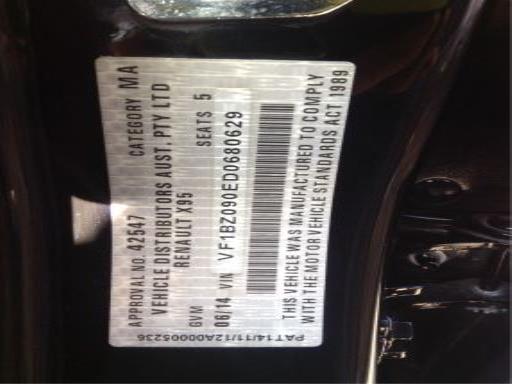 APPROVAL NO. 42547 CATEGORY MA
VEHICLE DISTRIBUTORS AUST. PTY LTD
RENAULT X95
GVM SEATS 5
06/14 VIN VF1BZ090ED0680629
THIS VEHICLE WAS MANUFACTURED TO COMPLY
WITH THE MOTOR VEHICLE STANDARDS ACT 1989
PAT14/11/12A00005236